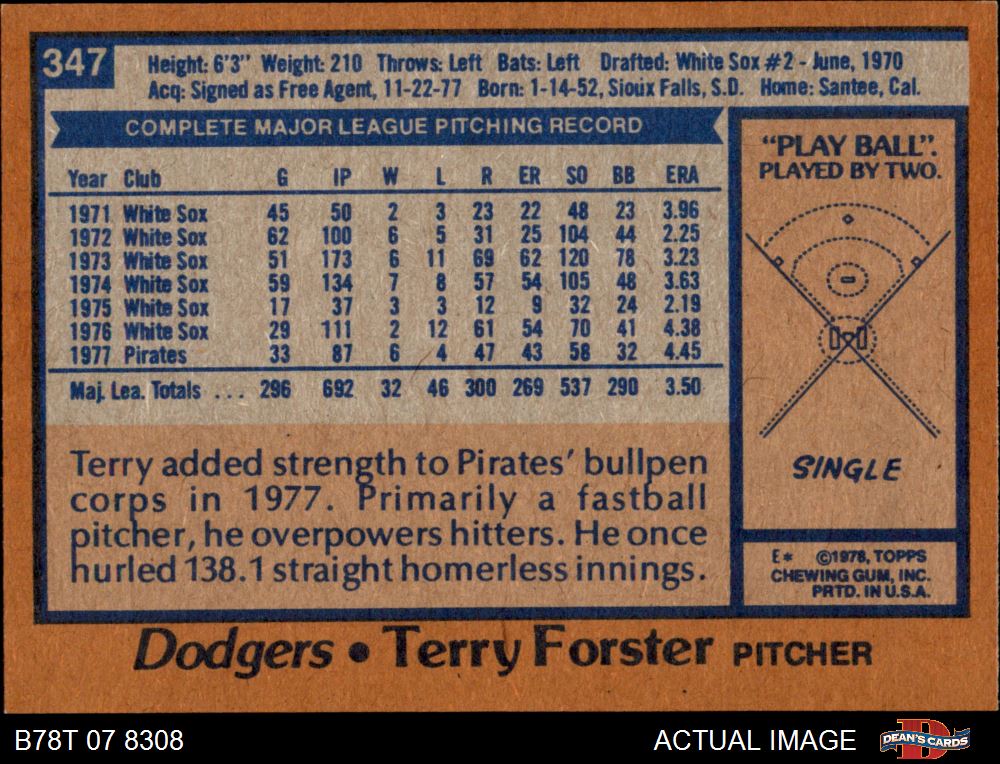 347
Height: 6'3" Weight: 210 Throws: Left Bats: Left Drafted: White Sox #2 - June, 1970
Acq: Signed as Free Agent, 11-22-77 Born: 1-14-52, Sioux Falls, S.D. Home: Santee, Cal.
COMPLETE MAJOR LEAGUE PITCHING RECORD
Year Club G IP W L R ER SO BB ERA
1971 White Sox 45 50 2 3 23 22 48 23 3.96
1972 White Sox 62 100 6 5 31 25 104 44 2.25
1973 White Sox 51 173 6 11 69 62 120 78 3.23
1974 White Sox 59 134 7 8 57 54 105 48 3.63
1975 White Sox 17 37 3 3 12 9 32 24 2.19
1976 White Sox 29 111 2 12 61 54 70 41 4.38
1977 Pirates 33 87 6 4 47 43 58 32 4.45
Maj. Lea. Totals ... 296 692 32 46 300 269 537 290 3.50
Terry added strength to Pirates' bullpen
corps in 1977. Primarily a fastball
pitcher, he overpowers hitters. He once
hurled 138.1 straight homerless innings.
"PLAY BALL".
PLAYED BY TWO.
SINGLE
E* ©1978, TOPPS
CHEWING GUM, INC.
PRTD. IN U.S.A.
Dodgers • Terry Forster PITCHER
B78T 07 8308
ACTUAL IMAGE
D
DEAN'S CARDS